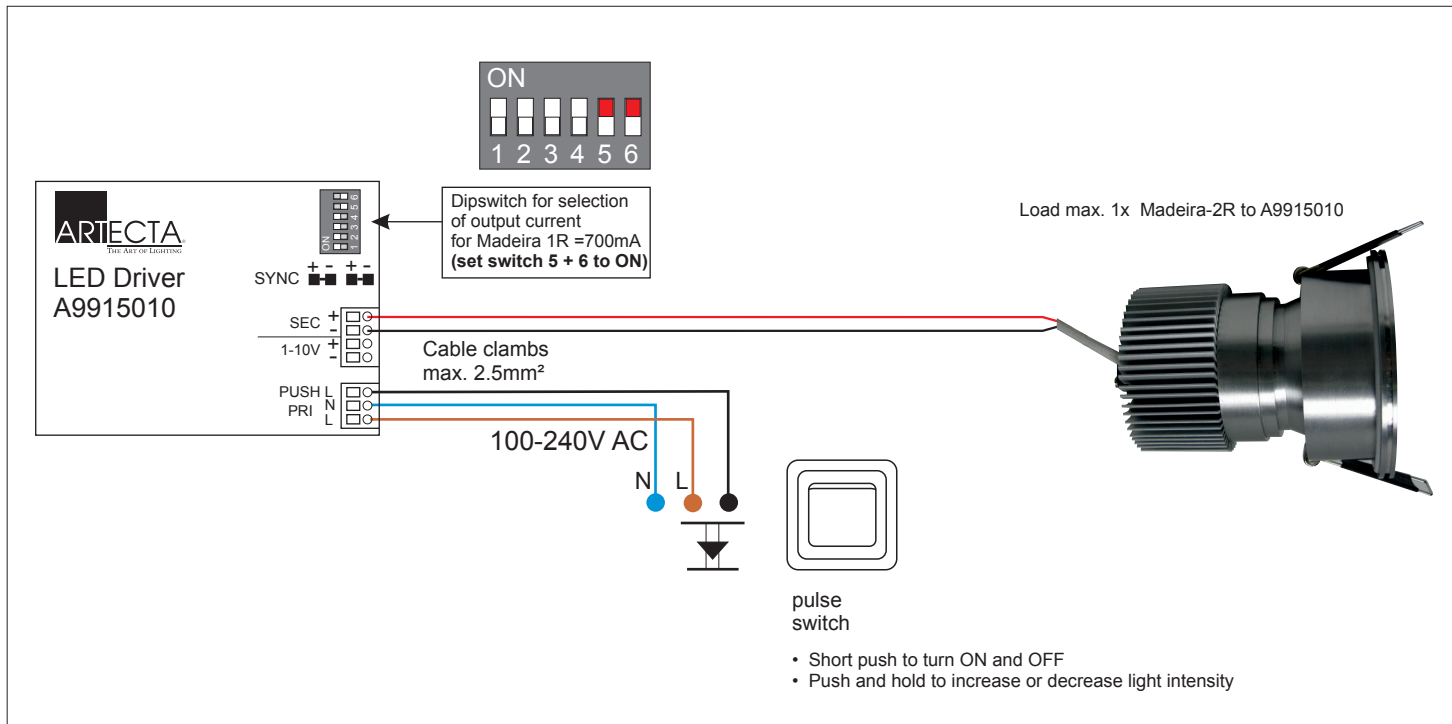 ON
1 2 3 4 5 6
ARTECTA
THE ART OF LIGHTING
LED Driver
A9915010
ON
1 2 3 4 5 6
Dipswitch for selection
of output current
for Madeira 1R =700mA
(set switch 5 + 6 to ON)
Load max. 1x Madeira-2R to A9915010
+ - + -
SYNC
SEC + -
1-10V + -
PUSH L
PRI N
L
Cable clambs
max. 2.5mm²
100-240V AC
N L
pulse
switch
• Short push to turn ON and OFF
• Push and hold to increase or decrease light intensity